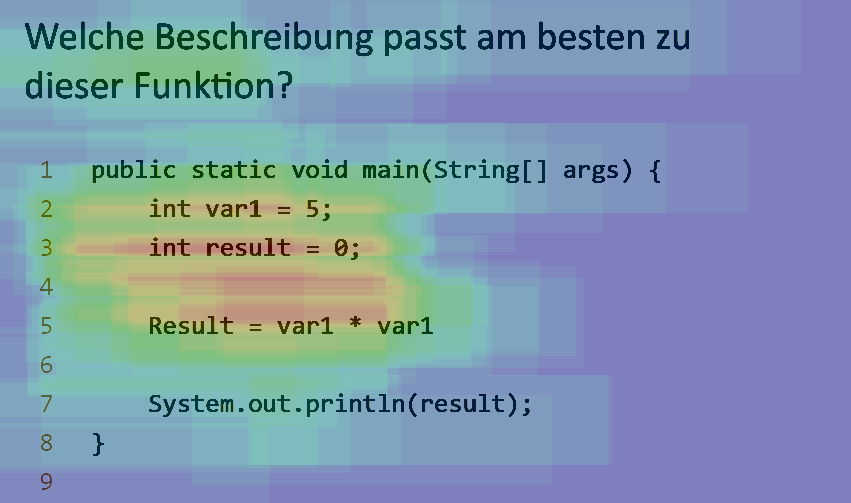 Welche Beschreibung passt am besten zu
dieser Funktion?
1 public static void main(String[] args) {
2 int var1 = 5;
3 int result = 0;
4
5 Result = var1 * var1
6
7 System.out.println(result);
8 }
9